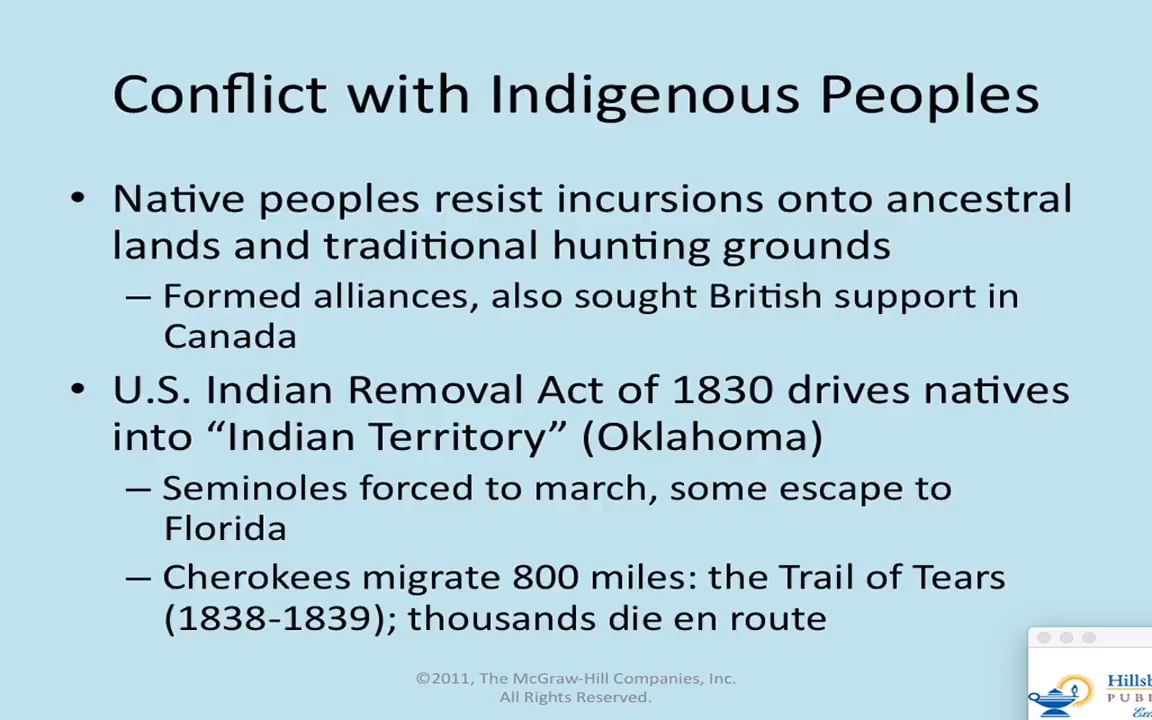 Conflict with Indigenous Peoples
• Native peoples resist incursions onto ancestral
lands and traditional hunting grounds
– Formed alliances, also sought British support in
Canada
• U.S. Indian Removal Act of 1830 drives natives
into “Indian Territory” (Oklahoma)
– Seminoles forced to march, some escape to
Florida
– Cherokees migrate 800 miles: the Trail of Tears
(1838-1839); thousands die en route
©2011, The McGraw-Hill Companies, Inc.
All Rights Reserved.